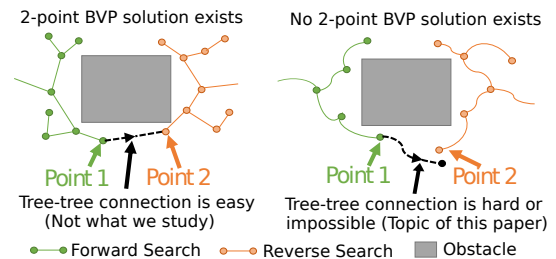 2-point BVP solution exists
No 2-point BVP solution exists
Point 1
Point 2
Point 1
Point 2
Tree-tree connection is easy
(Not what we study)
Tree-tree connection is hard or
impossible (Topic of this paper)
Forward Search
Reverse Search
Obstacle